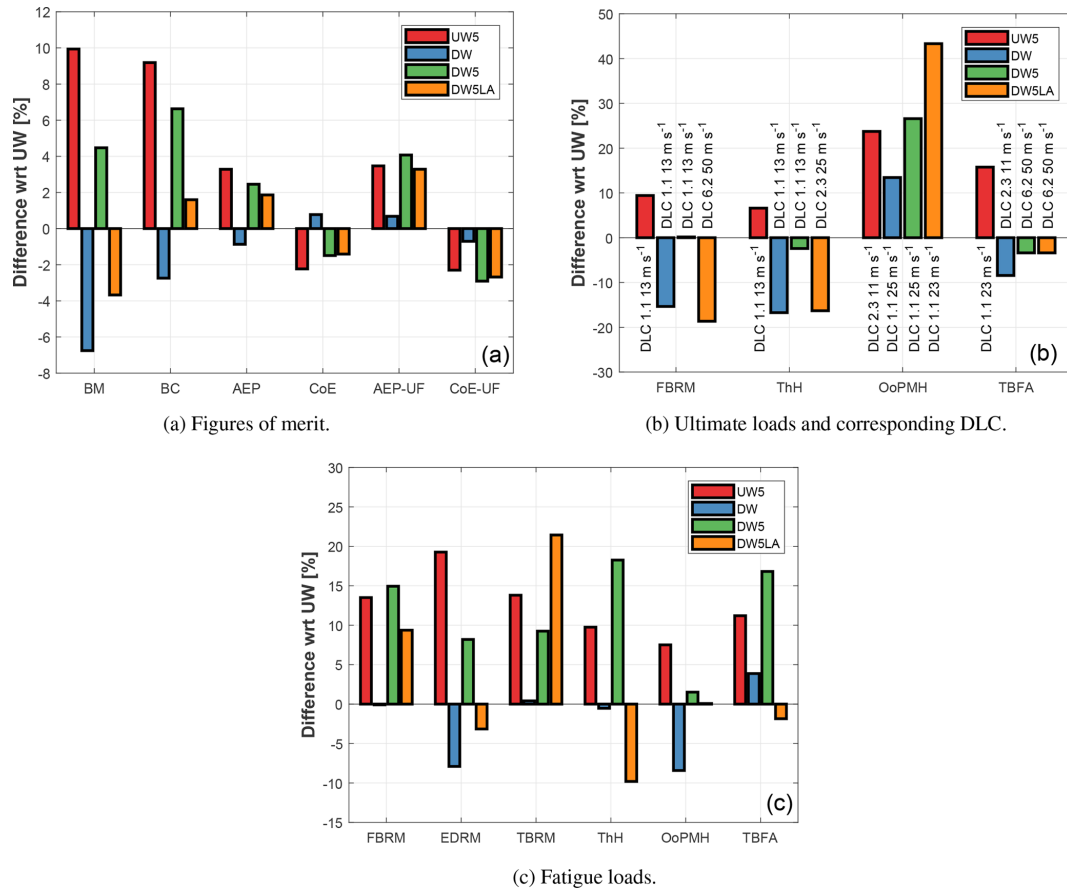 12
10
8
6
4
2
0
-2
-4
-6
-8
Difference wrt UW [%]
UW5
DW
DW5
DW5LA
BM BC AEP CoE AEP-UF CoE-UF
(a)
(a) Figures of merit.
50
40
30
20
10
0
-10
-20
-30
Difference wrt UW [%]
UW5
DW
DW5
DW5LA
DLC 1.1 13 m s⁻¹
DLC 1.1 13 m s⁻¹
DLC 1.1 13 m s⁻¹
DLC 6.2 50 m s⁻¹
DLC 1.1 13 m s⁻¹
DLC 1.1 13 m s⁻¹
DLC 1.1 13 m s⁻¹
DLC 2.3 25 m s⁻¹
DLC 2.3 11 m s⁻¹
DLC 1.1 25 m s⁻¹
DLC 1.1 25 m s⁻¹
DLC 1.1 23 m s⁻¹
DLC 1.1 23 m s⁻¹
DLC 2.3 11 m s⁻¹
DLC 6.2 50 m s⁻¹
DLC 6.2 50 m s⁻¹
FBRM ThH OoPMH TBFA
(b)
(b) Ultimate loads and corresponding DLC.
30
25
20
15
10
5
0
-5
-10
-15
Difference wrt UW [%]
UW5
DW
DW5
DW5LA
FBRM EDRM TBRM ThH OoPMH TBFA
(c)
(c) Fatigue loads.